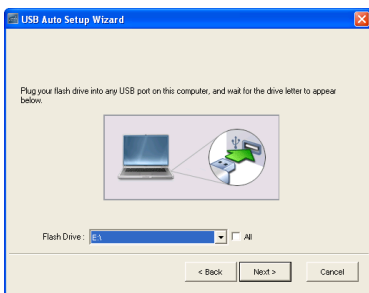 USB Auto Setup Wizard
Plug your flash drive into any USB port on this computer, and wait for the drive letter to appear
below.
Flash Drive : E:\
All
< Back
Next >
Cancel